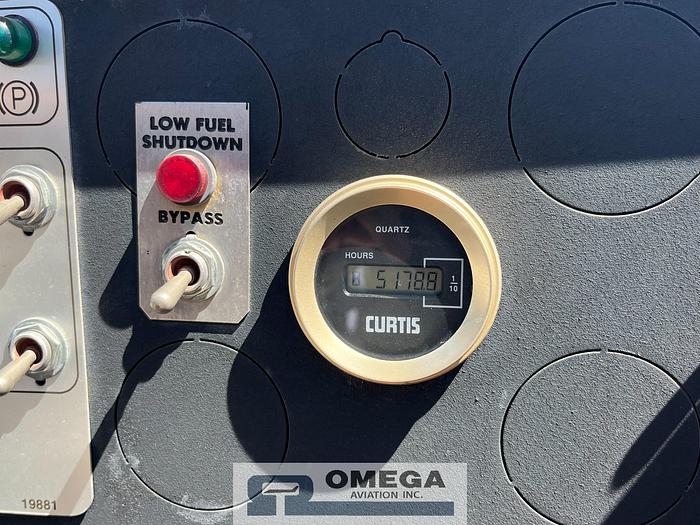 (P)
LOW FUEL
SHUTDOWN
BYPASS
QUARTZ
HOURS
5178.8
1/10
CURTIS
19881
OMEGA
AVIATION INC.